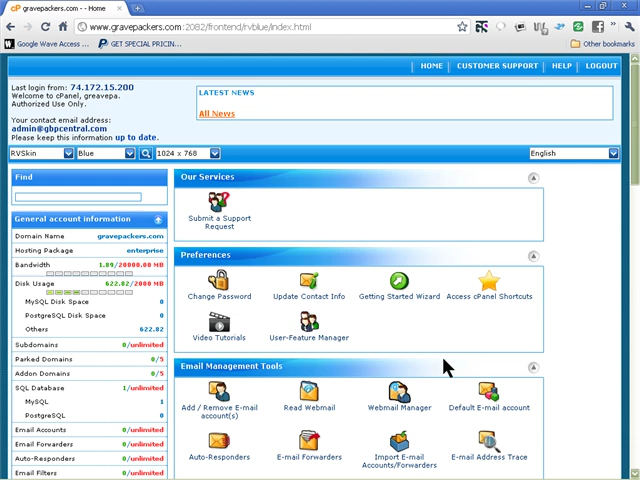 gravepackers.com - - Home
www.gravepackers.com:2082/frontend/rvblue/index.html
Google Wave Access ...
GET SPECIAL PRICIN...
Other bookmarks
HOME
CUSTOMER SUPPORT
HELP
LOGOUT
Last login from: 74.172.15.200
Welcome to cPanel, greavepa.
Authorized Use Only.
Your contact email address:
admin@gbpcentral.com
Please keep this information up to date.
LATEST NEWS
All News
RVSkin
Blue
1024 x 768
English
Find
General account information
Domain Name gravepackers.com
Hosting Package enterprise
Bandwidth 1.89/20000.00 MB
Disk Usage 622.82/2000 MB
MySQL Disk Space 0
PostgreSQL Disk Space 0
Others 622.82
Subdomains 0/unlimited
Parked Domains 0/5
Addon Domains 0/5
SQL Database 1/unlimited
MySQL 1
PostgreSQL 0
Email Accounts 0/unlimited
Email Forwarders 0/unlimited
Auto-Responders 0/unlimited
Email Filters 0/unlimited
Our Services
Submit a Support
Request
Preferences
Change Password
Update Contact Info
Getting Started Wizard
Access cPanel Shortcuts
Video Tutorials
User-Feature Manager
Email Management Tools
Add / Remove E-mail
account(s)
Read Webmail
Webmail Manager
Default E-mail account
Auto-Responders
E-mail Forwarders
Import E-mail
Accounts/Forwarders
E-mail Address Trace